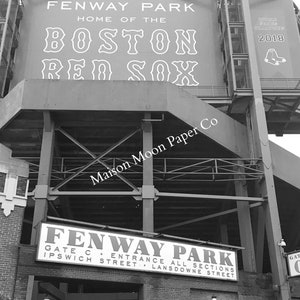 FENWAY PARK
HOME OF THE
BOSTON
RED SOX
2018
Maison Moon Paper Co
FENWAY PARK
GATE C • ENTRANCE ALL SECTIONS
IPSWICH STREET • LANSDOWNE STREET